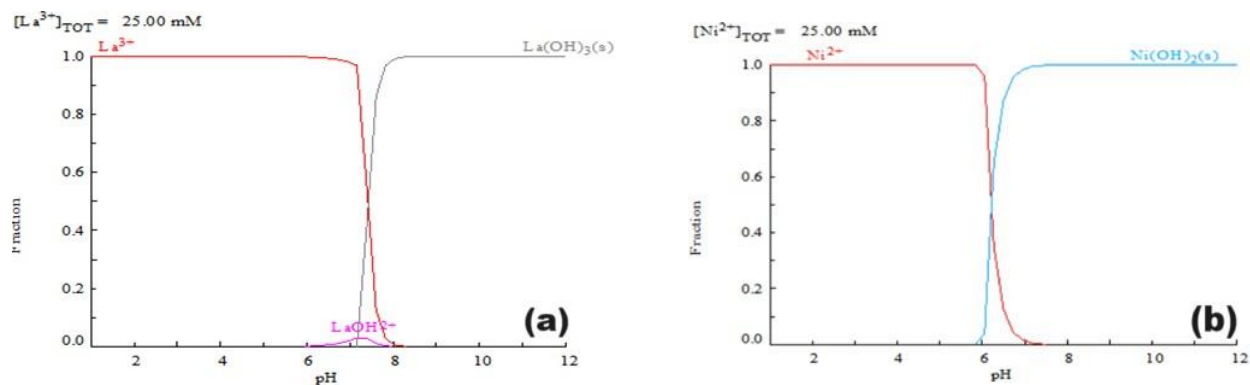 [La³⁺]TOT = 25.00 mM
La³⁺
La(OH)₃(s)
1.0
0.8
0.6
0.4
0.2
0.0
Fraction
LaOH²⁺
(a)
2
4
6
8
10
12
pH
[Ni²⁺]TOT = 25.00 mM
Ni²⁺
Ni(OH)₂(s)
1.0
0.8
0.6
0.4
0.2
0.0
Fraction
(b)
2
4
6
8
10
12
pH